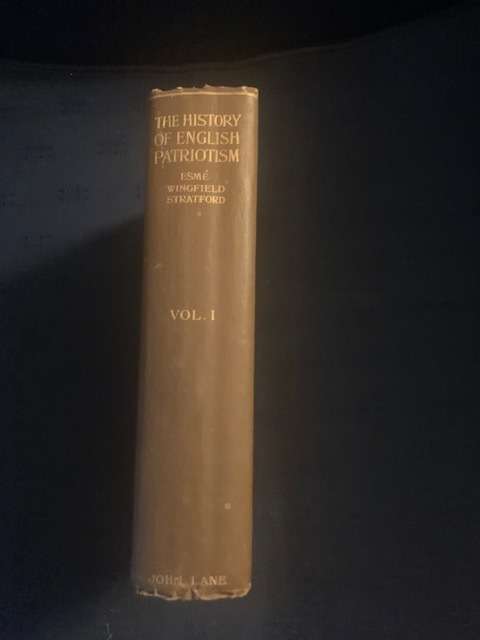 THE HISTORY
OF ENGLISH
PATRIOTISM
ESMÉ
WINGFIELD
STRATFORD
VOL. I
JOHN LANE